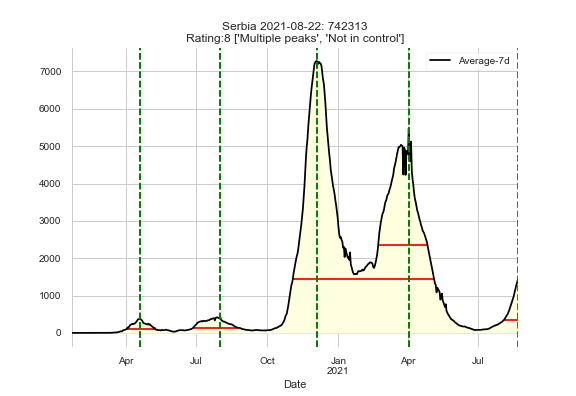 Serbia 2021-08-22: 742313
Rating:8 ['Multiple peaks', 'Not in control']
Average-7d
7000
6000
5000
4000
3000
2000
1000
0
Apr
Jul
Oct
Jan
2021
Apr
Jul
Date